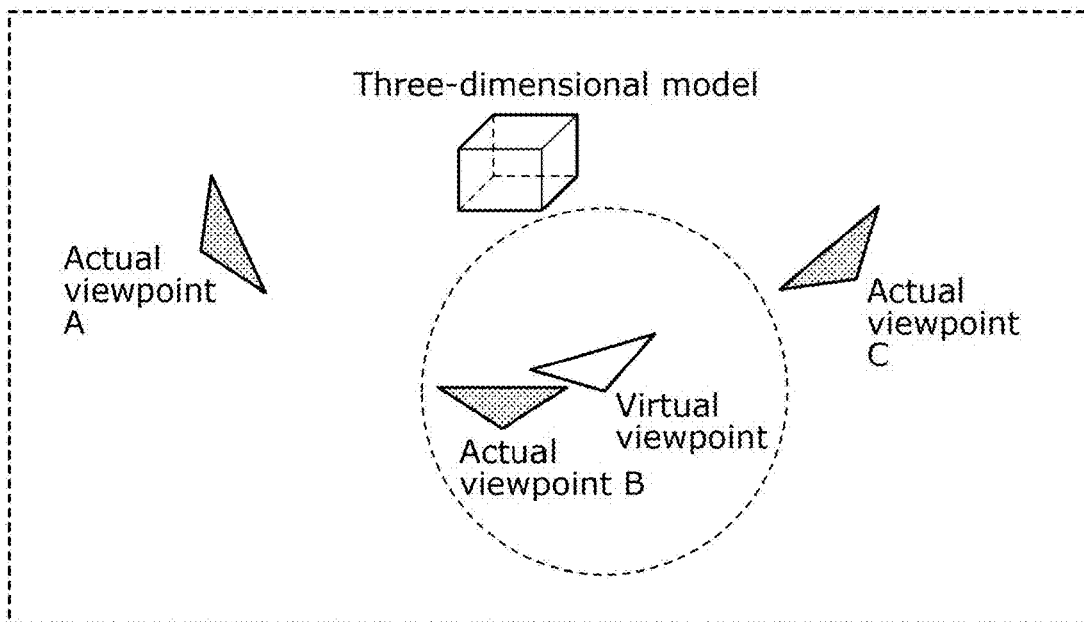 Three-dimensional model
Actual
viewpoint
A
Actual
viewpoint
C
Virtual
viewpoint
Actual
viewpoint B